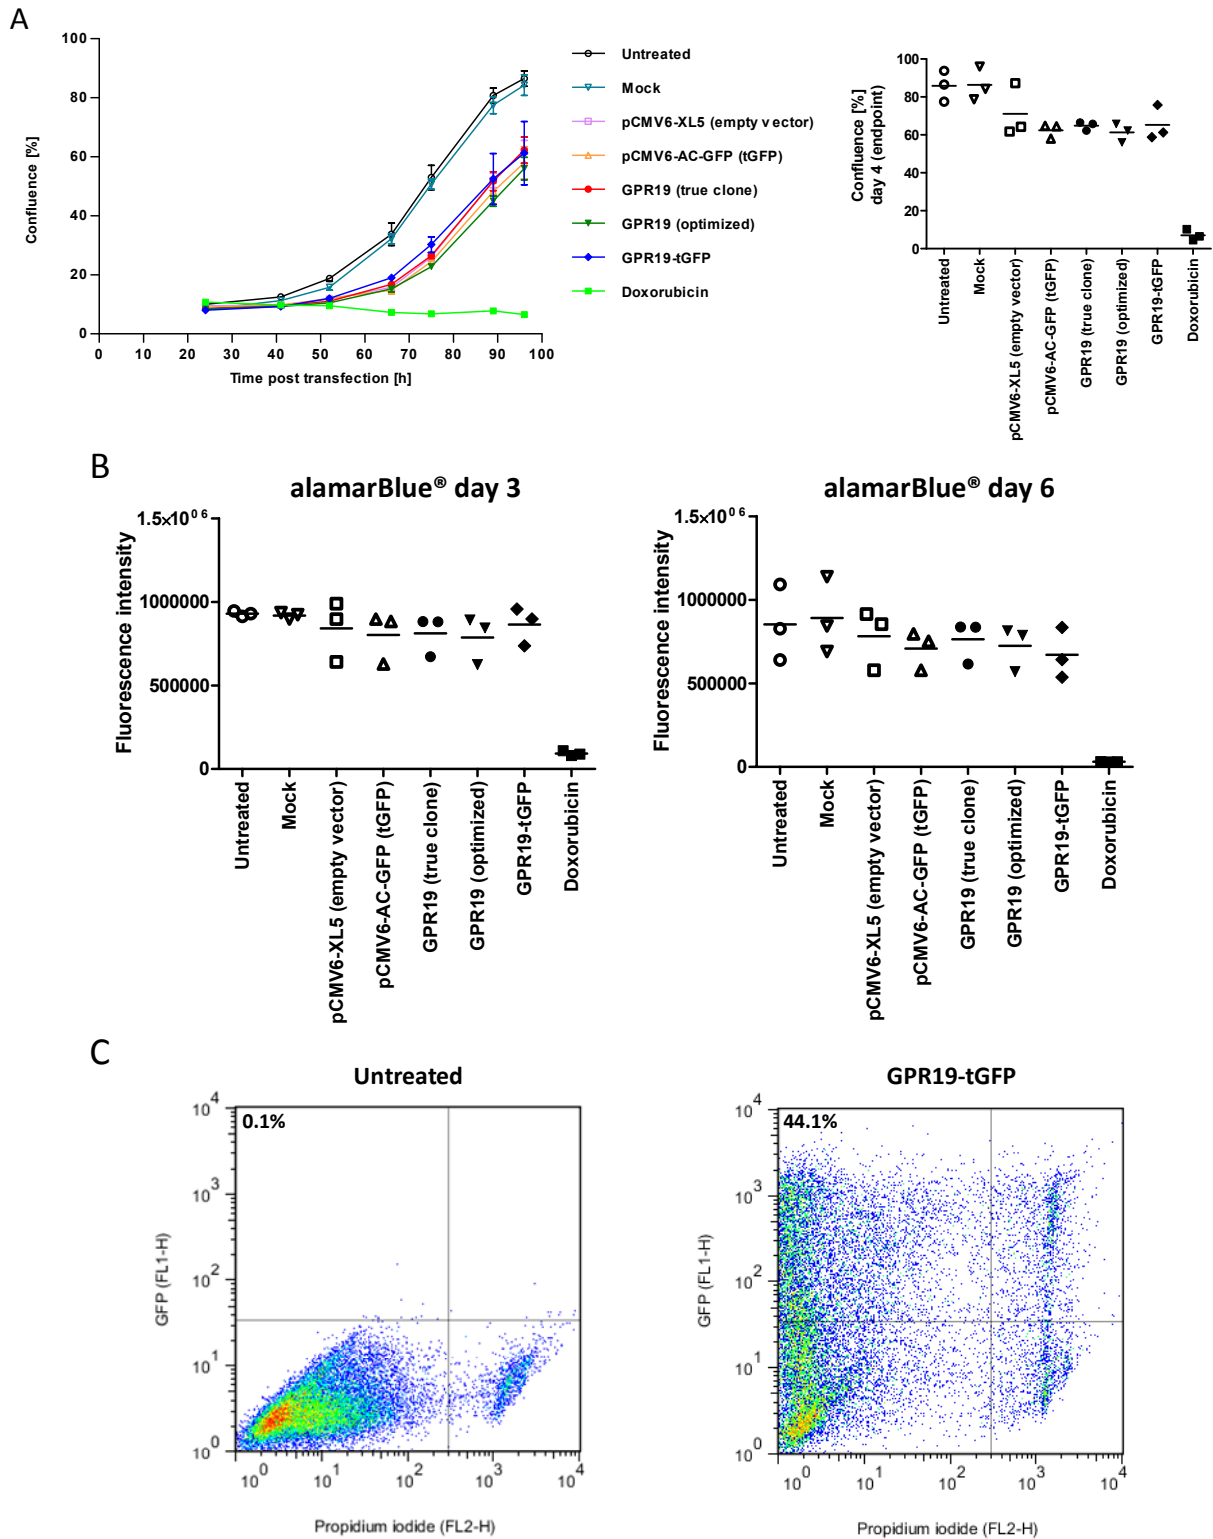 A
100
80
60
40
20
0
Confluence [%]
0 10 20 30 40 50 60 70 80 90 100
Time post transfection [h]
Untreated
Mock
pCMV6-XL5 (empty vector)
pCMV6-AC-GFP (tGFP)
GPR19 (true clone)
GPR19 (optimized)
GPR19-tGFP
Doxorubicin
Confluence [%]
day 4 (endpoint)
100
80
60
40
20
0
Untreated
Mock
pCMV6-XL5 (empty vector)
pCMV6-AC-GFP (tGFP)
GPR19 (true clone)
GPR19 (optimized)
GPR19-tGFP
Doxorubicin
B
alamarBlue® day 3
Fluorescence intensity
1.5×10⁰⁶
1000000
500000
0
Untreated
Mock
pCMV6-XL5 (empty vector)
pCMV6-AC-GFP (tGFP)
GPR19 (true clone)
GPR19 (optimized)
GPR19-tGFP
Doxorubicin
alamarBlue® day 6
Fluorescence intensity
1.5×10⁰⁶
1000000
500000
0
Untreated
Mock
pCMV6-XL5 (empty vector)
pCMV6-AC-GFP (tGFP)
GPR19 (true clone)
GPR19 (optimized)
GPR19-tGFP
Doxorubicin
C
Untreated
0.1%
GFP (FL1-H)
10⁴
10³
10²
10¹
10⁰
10⁰ 10¹ 10² 10³ 10⁴
Propidium iodide (FL2-H)
GPR19-tGFP
44.1%
GFP (FL1-H)
10⁴
10³
10²
10¹
10⁰
10⁰ 10¹ 10² 10³ 10⁴
Propidium iodide (FL2-H)